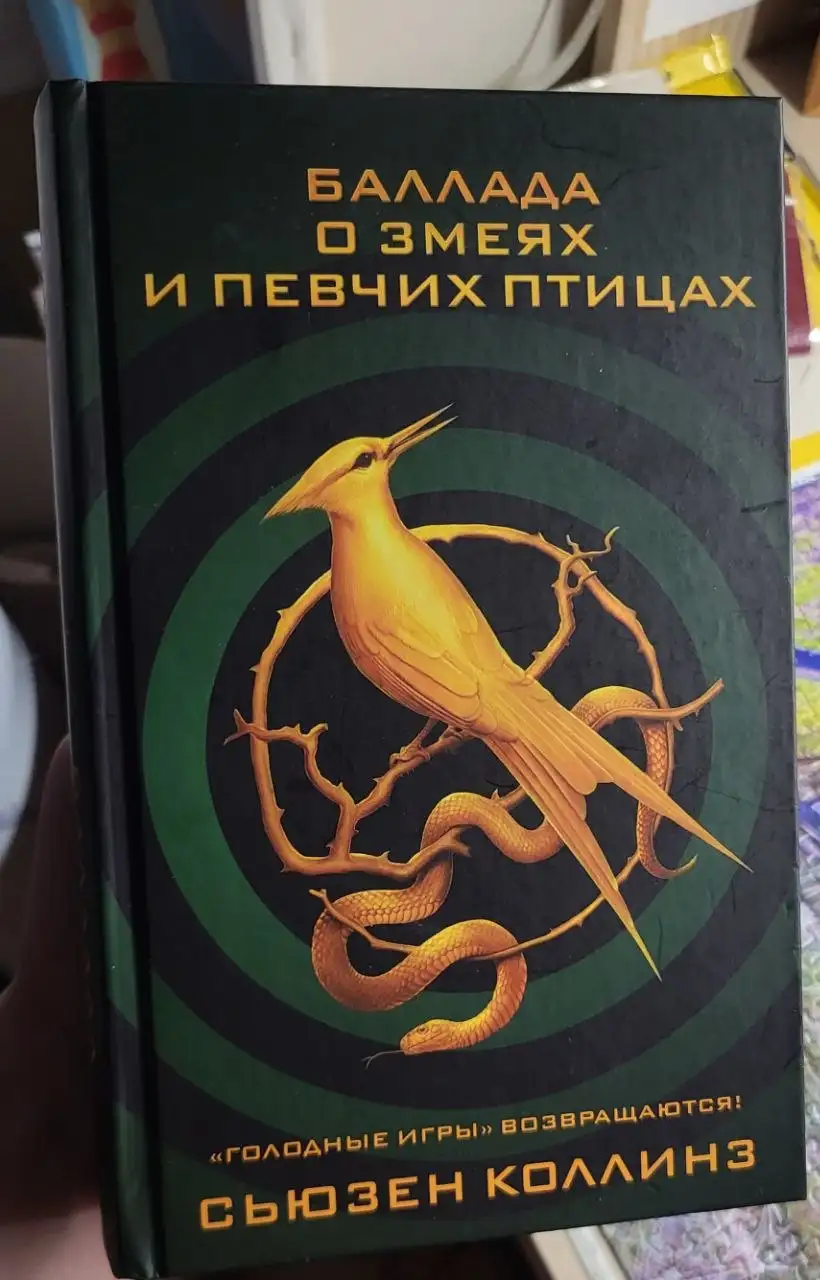 БАЛЛАДА
О ЗМЕЯХ
И ПЕВЧИХ ПТИЦАХ
«ГОЛОДНЫЕ ИГРЫ» ВОЗВРАЩАЮТСЯ!
СЬЮЗЕН КОЛЛИНЗ